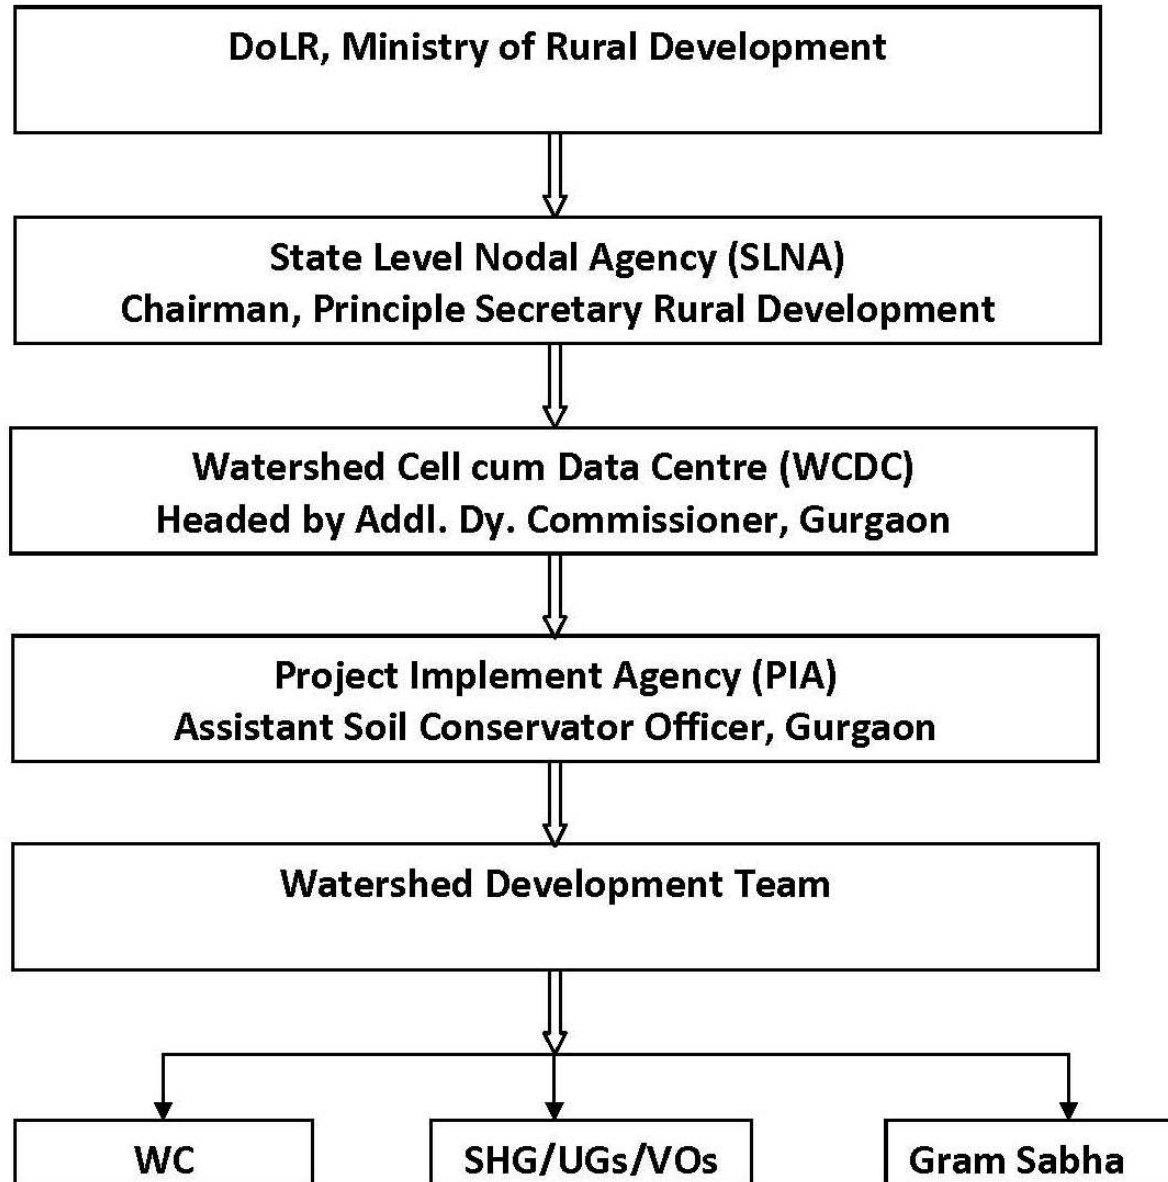 DoLR, Ministry of Rural Development
State Level Nodal Agency (SLNA)
Chairman, Principle Secretary Rural Development
Watershed Cell cum Data Centre (WCDC)
Headed by Addl. Dy. Commissioner, Gurgaon
Project Implement Agency (PIA)
Assistant Soil Conservator Officer, Gurgaon
Watershed Development Team
WC
SHG/UGs/VOs
Gram Sabha